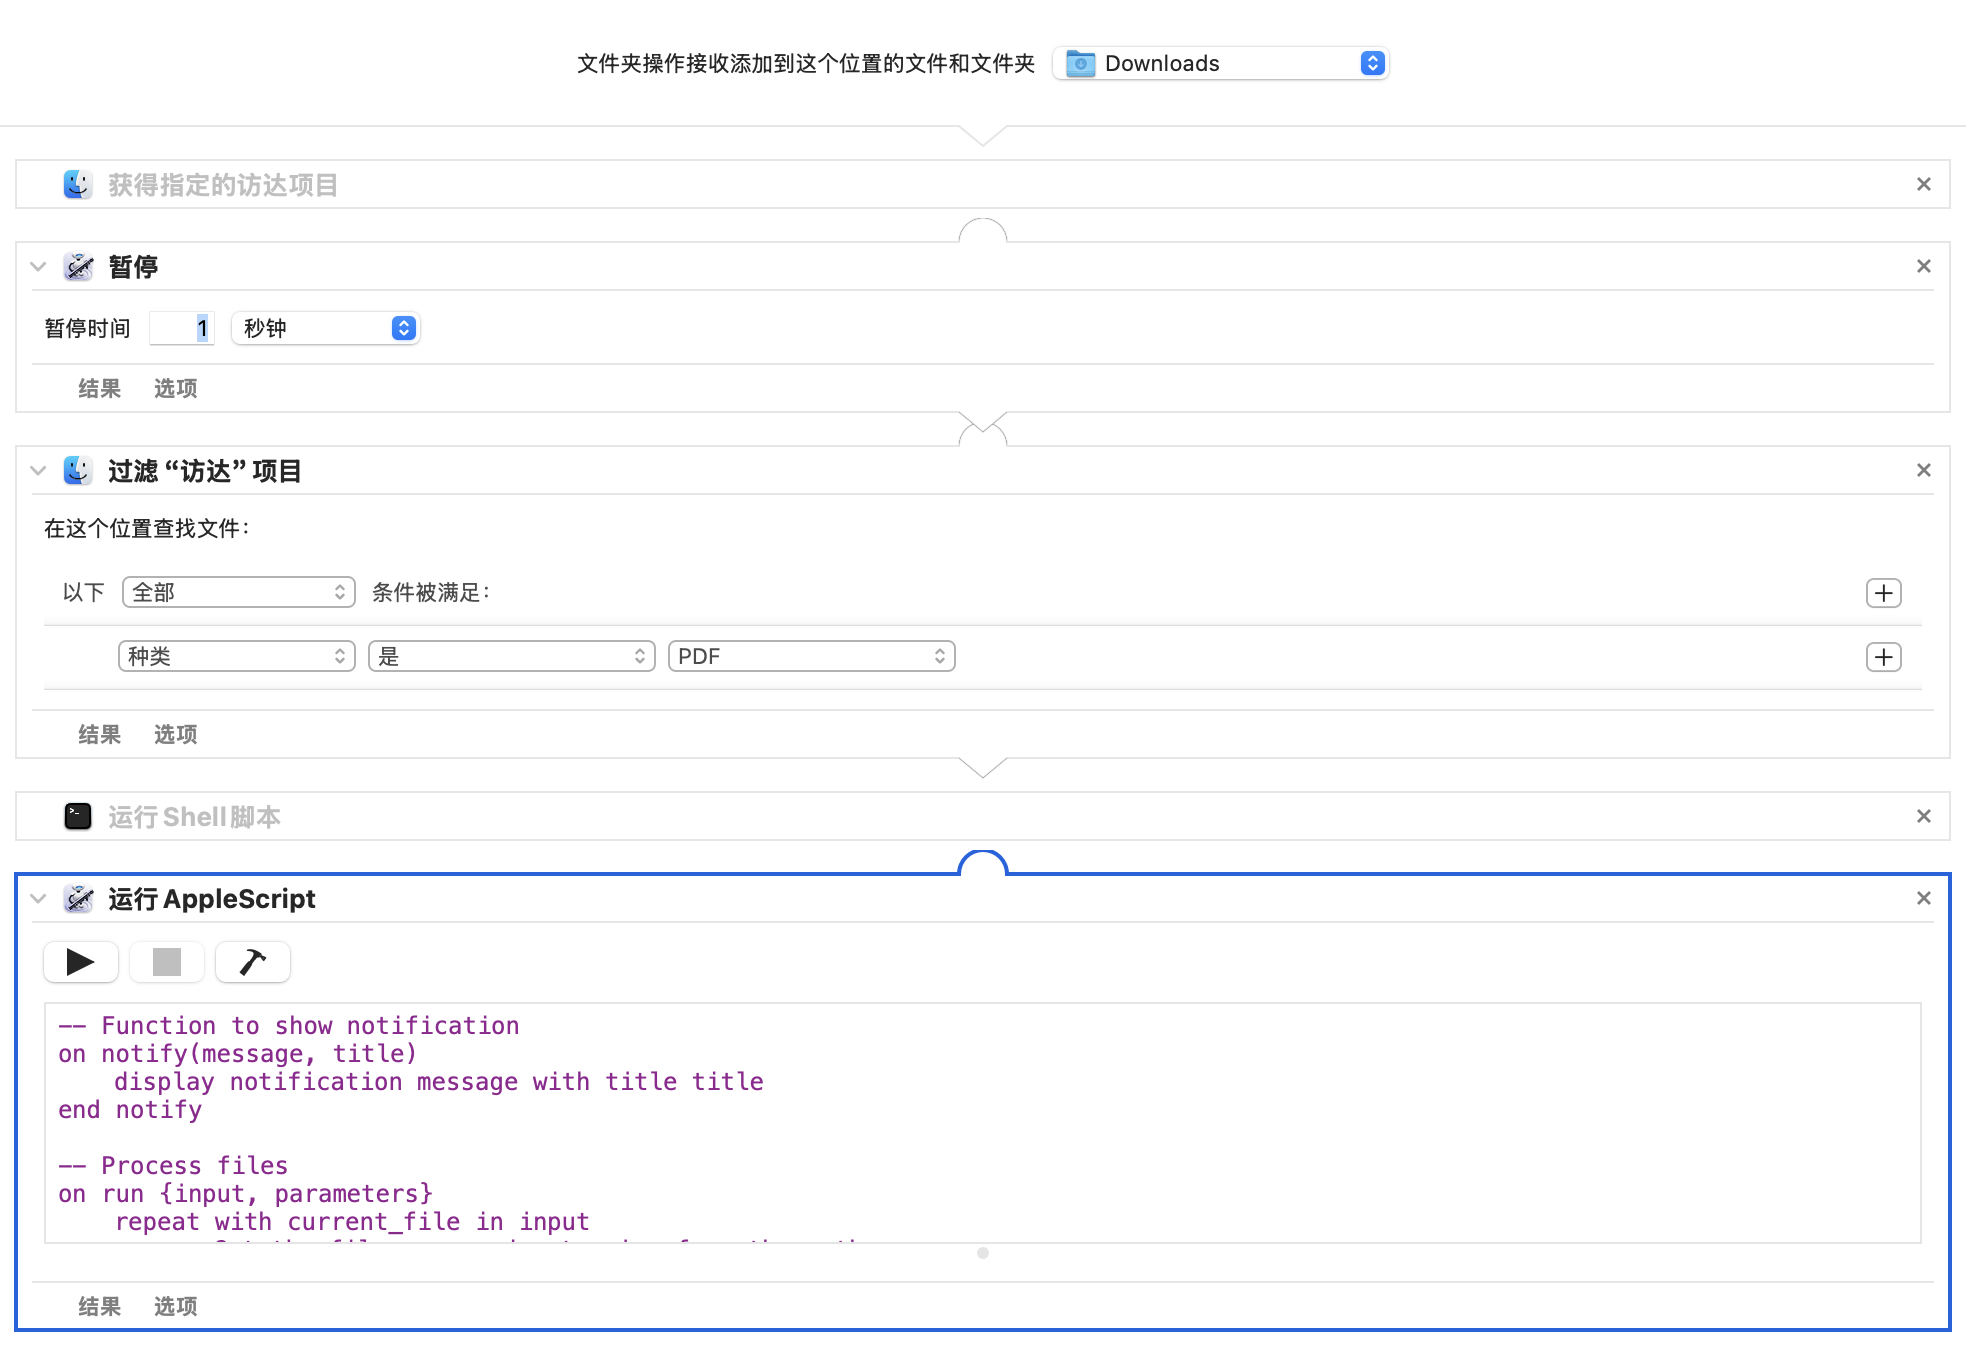 文件夹操作接收添加到这个位置的文件和文件夹 Downloads
获得指定的访达项目
暂停
暂停时间 1 秒钟
结果 选项
过滤“访达”项目
在这个位置查找文件：
以下 全部 条件被满足：
种类 是 PDF
结果 选项
运行 Shell 脚本
运行 AppleScript
-- Function to show notification
on notify(message, title)
display notification message with title title
end notify
-- Process files
on run {input, parameters}
repeat with current_file in input
结果 选项